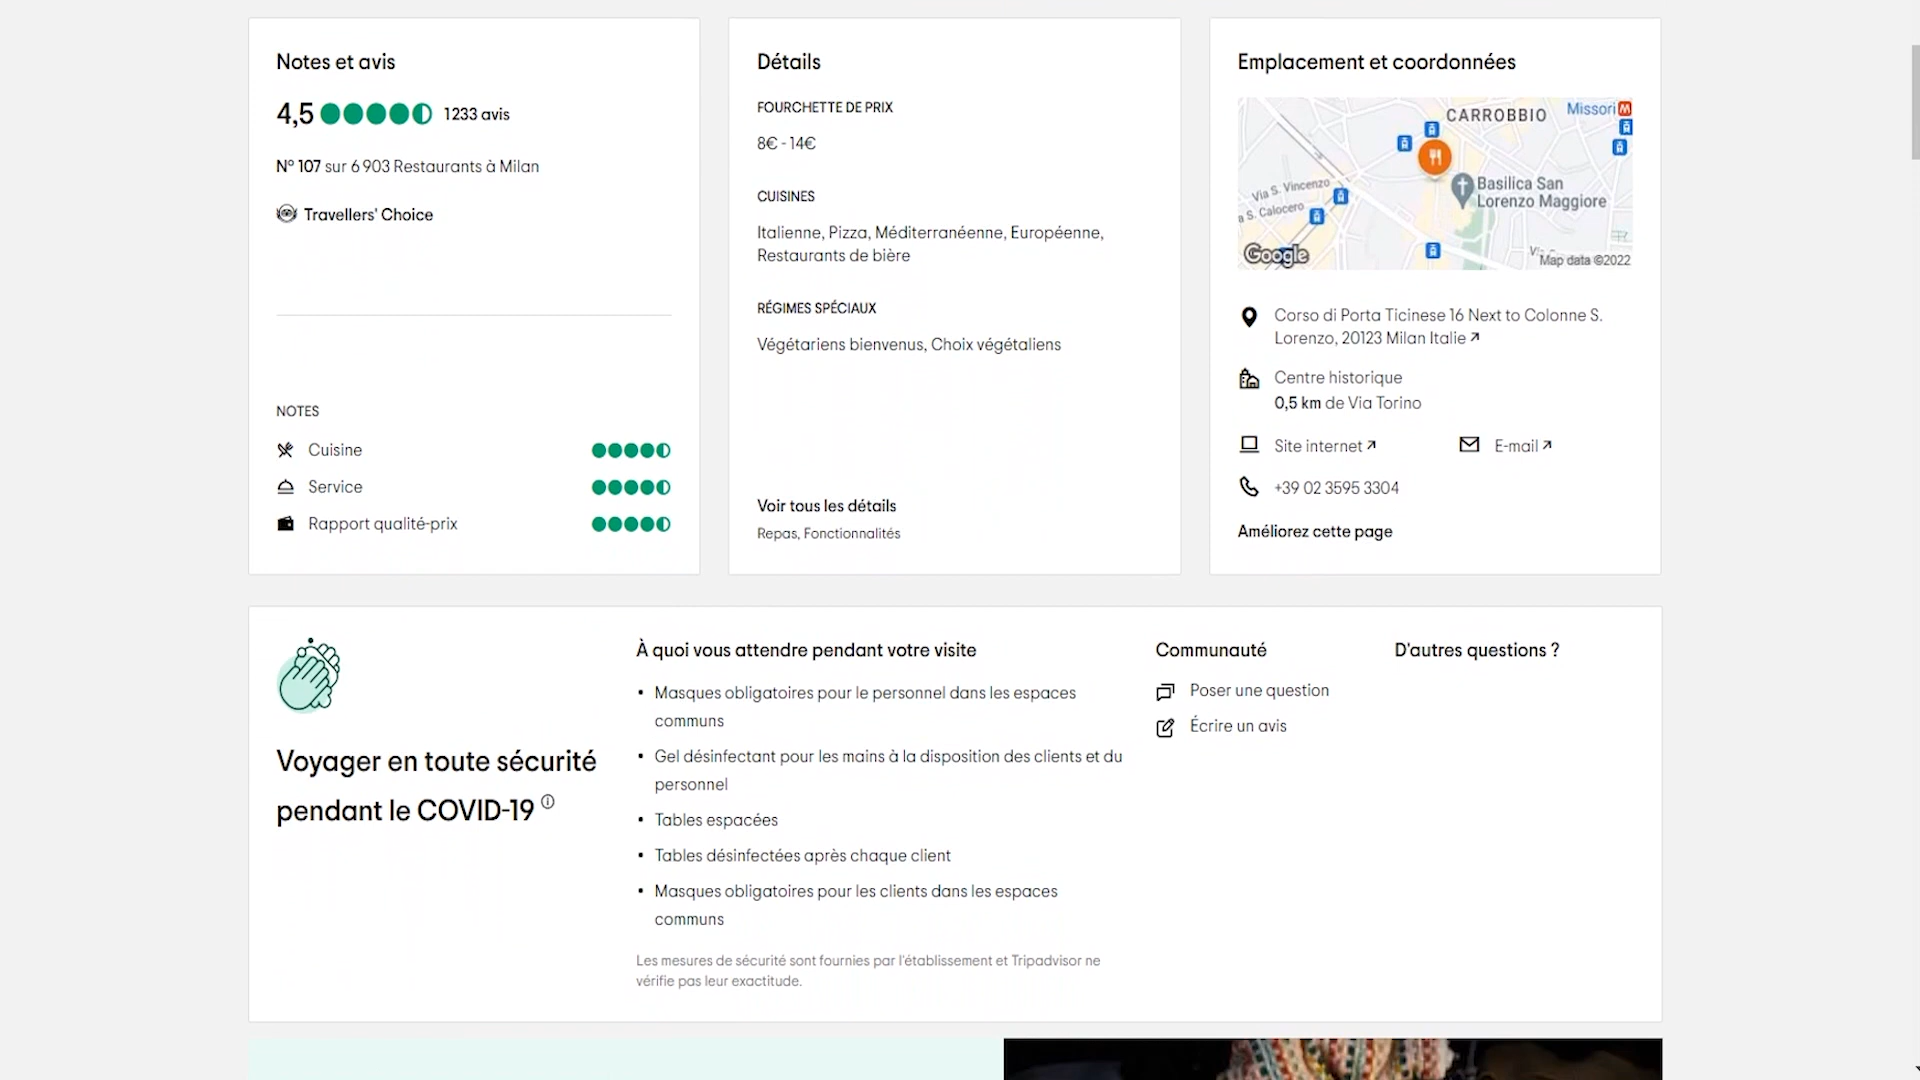 Notes et avis
4,5 1 233 avis
N° 107 sur 6 903 Restaurants à Milan
Travellers' Choice
NOTES
Cuisine
Service
Rapport qualité-prix
Détails
FOURCHETTE DE PRIX
8€ - 14€
CUISINES
Italienne, Pizza, Méditerranéenne, Européenne,
Restaurants de bière
RÉGIMES SPÉCIAUX
Végétariens bienvenus, Choix végétaliens
Voir tous les détails
Repas, Fonctionnalités
Emplacement et coordonnées
CARROBBIO
Missori M
Via S. Vincenzo
a S. Calocero
Basilica San
Lorenzo Maggiore
Google
Map data ©2022
Corso di Porta Ticinese 16 Next to Colonne S.
Lorenzo, 20123 Milan Italie
Centre historique
0,5 km de Via Torino
Site internet
E-mail
+39 02 3595 3304
Améliorez cette page
Voyager en toute sécurité
pendant le COVID-19
À quoi vous attendre pendant votre visite
• Masques obligatoires pour le personnel dans les espaces
communs
• Gel désinfectant pour les mains à la disposition des clients et du
personnel
• Tables espacées
• Tables désinfectées après chaque client
• Masques obligatoires pour les clients dans les espaces
communs
Les mesures de sécurité sont fournies par l'établissement et Tripadvisor ne
vérifie pas leur exactitude.
Communauté
Poser une question
Écrire un avis
D'autres questions ?